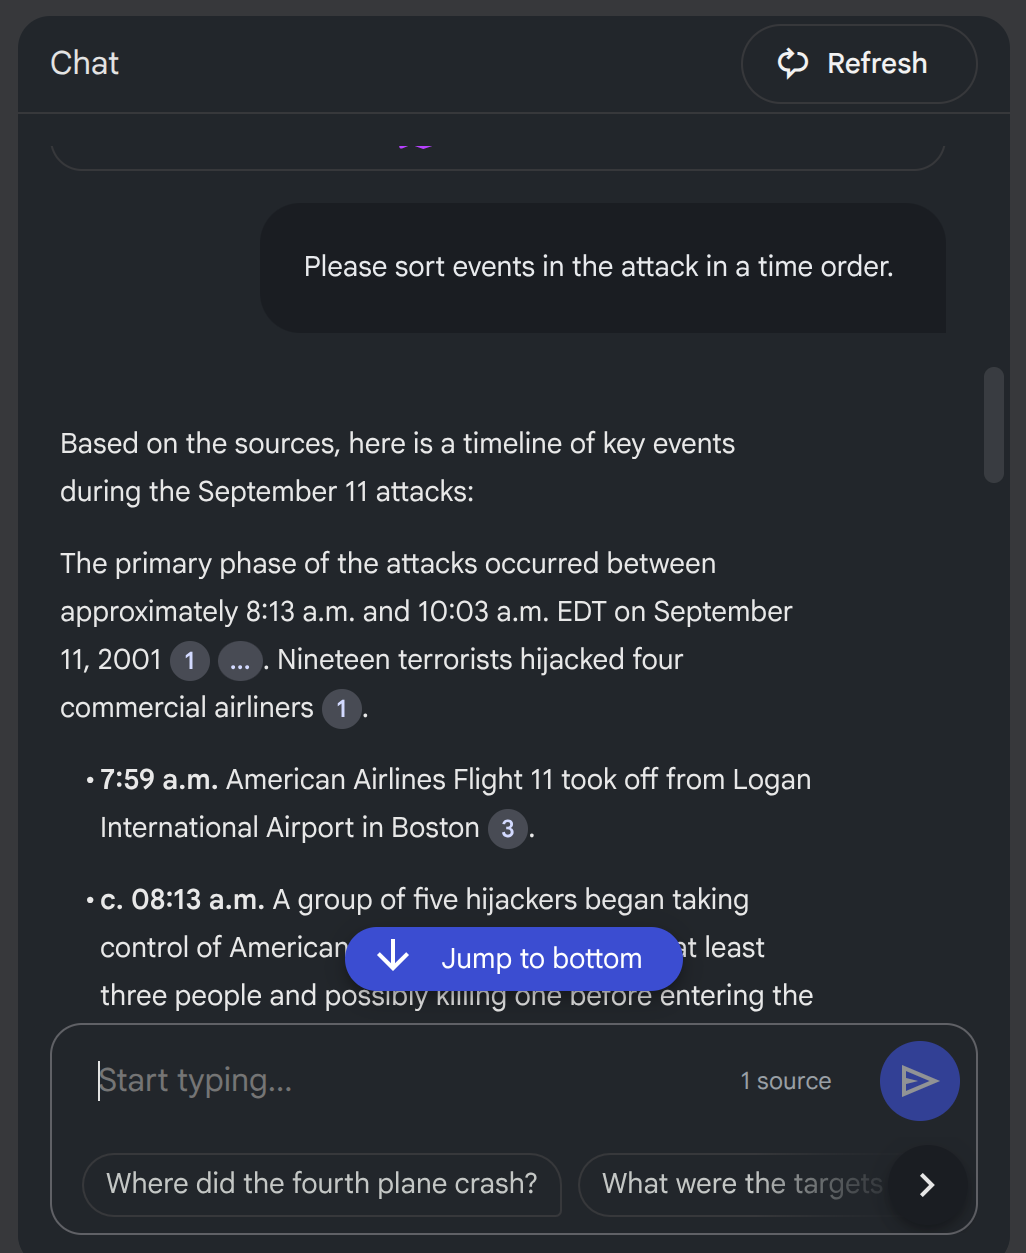 Chat
Refresh
Please sort events in the attack in a time order.
Based on the sources, here is a timeline of key events
during the September 11 attacks:
The primary phase of the attacks occurred between
approximately 8:13 a.m. and 10:03 a.m. EDT on September
11, 2001 1 ... . Nineteen terrorists hijacked four
commercial airliners 1 .
• 7:59 a.m. American Airlines Flight 11 took off from Logan
International Airport in Boston 3 .
• c. 08:13 a.m. A group of five hijackers began taking
control of American at least
Jump to bottom
three people and possibly killing one before entering the
Start typing...
1 source
Where did the fourth plane crash?
What were the targets